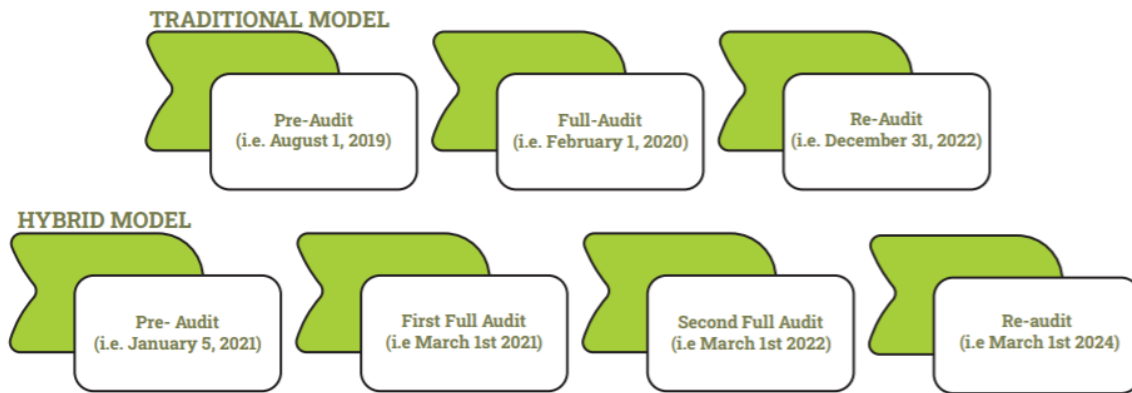 TRADITIONAL MODEL
Pre-Audit
(i.e. August 1, 2019)
Full-Audit
(i.e. February 1, 2020)
Re-Audit
(i.e. December 31, 2022)
HYBRID MODEL
Pre- Audit
(i.e. January 5, 2021)
First Full Audit
(i.e March 1st 2021)
Second Full Audit
(i.e March 1st 2022)
Re-audit
(i.e March 1st 2024)